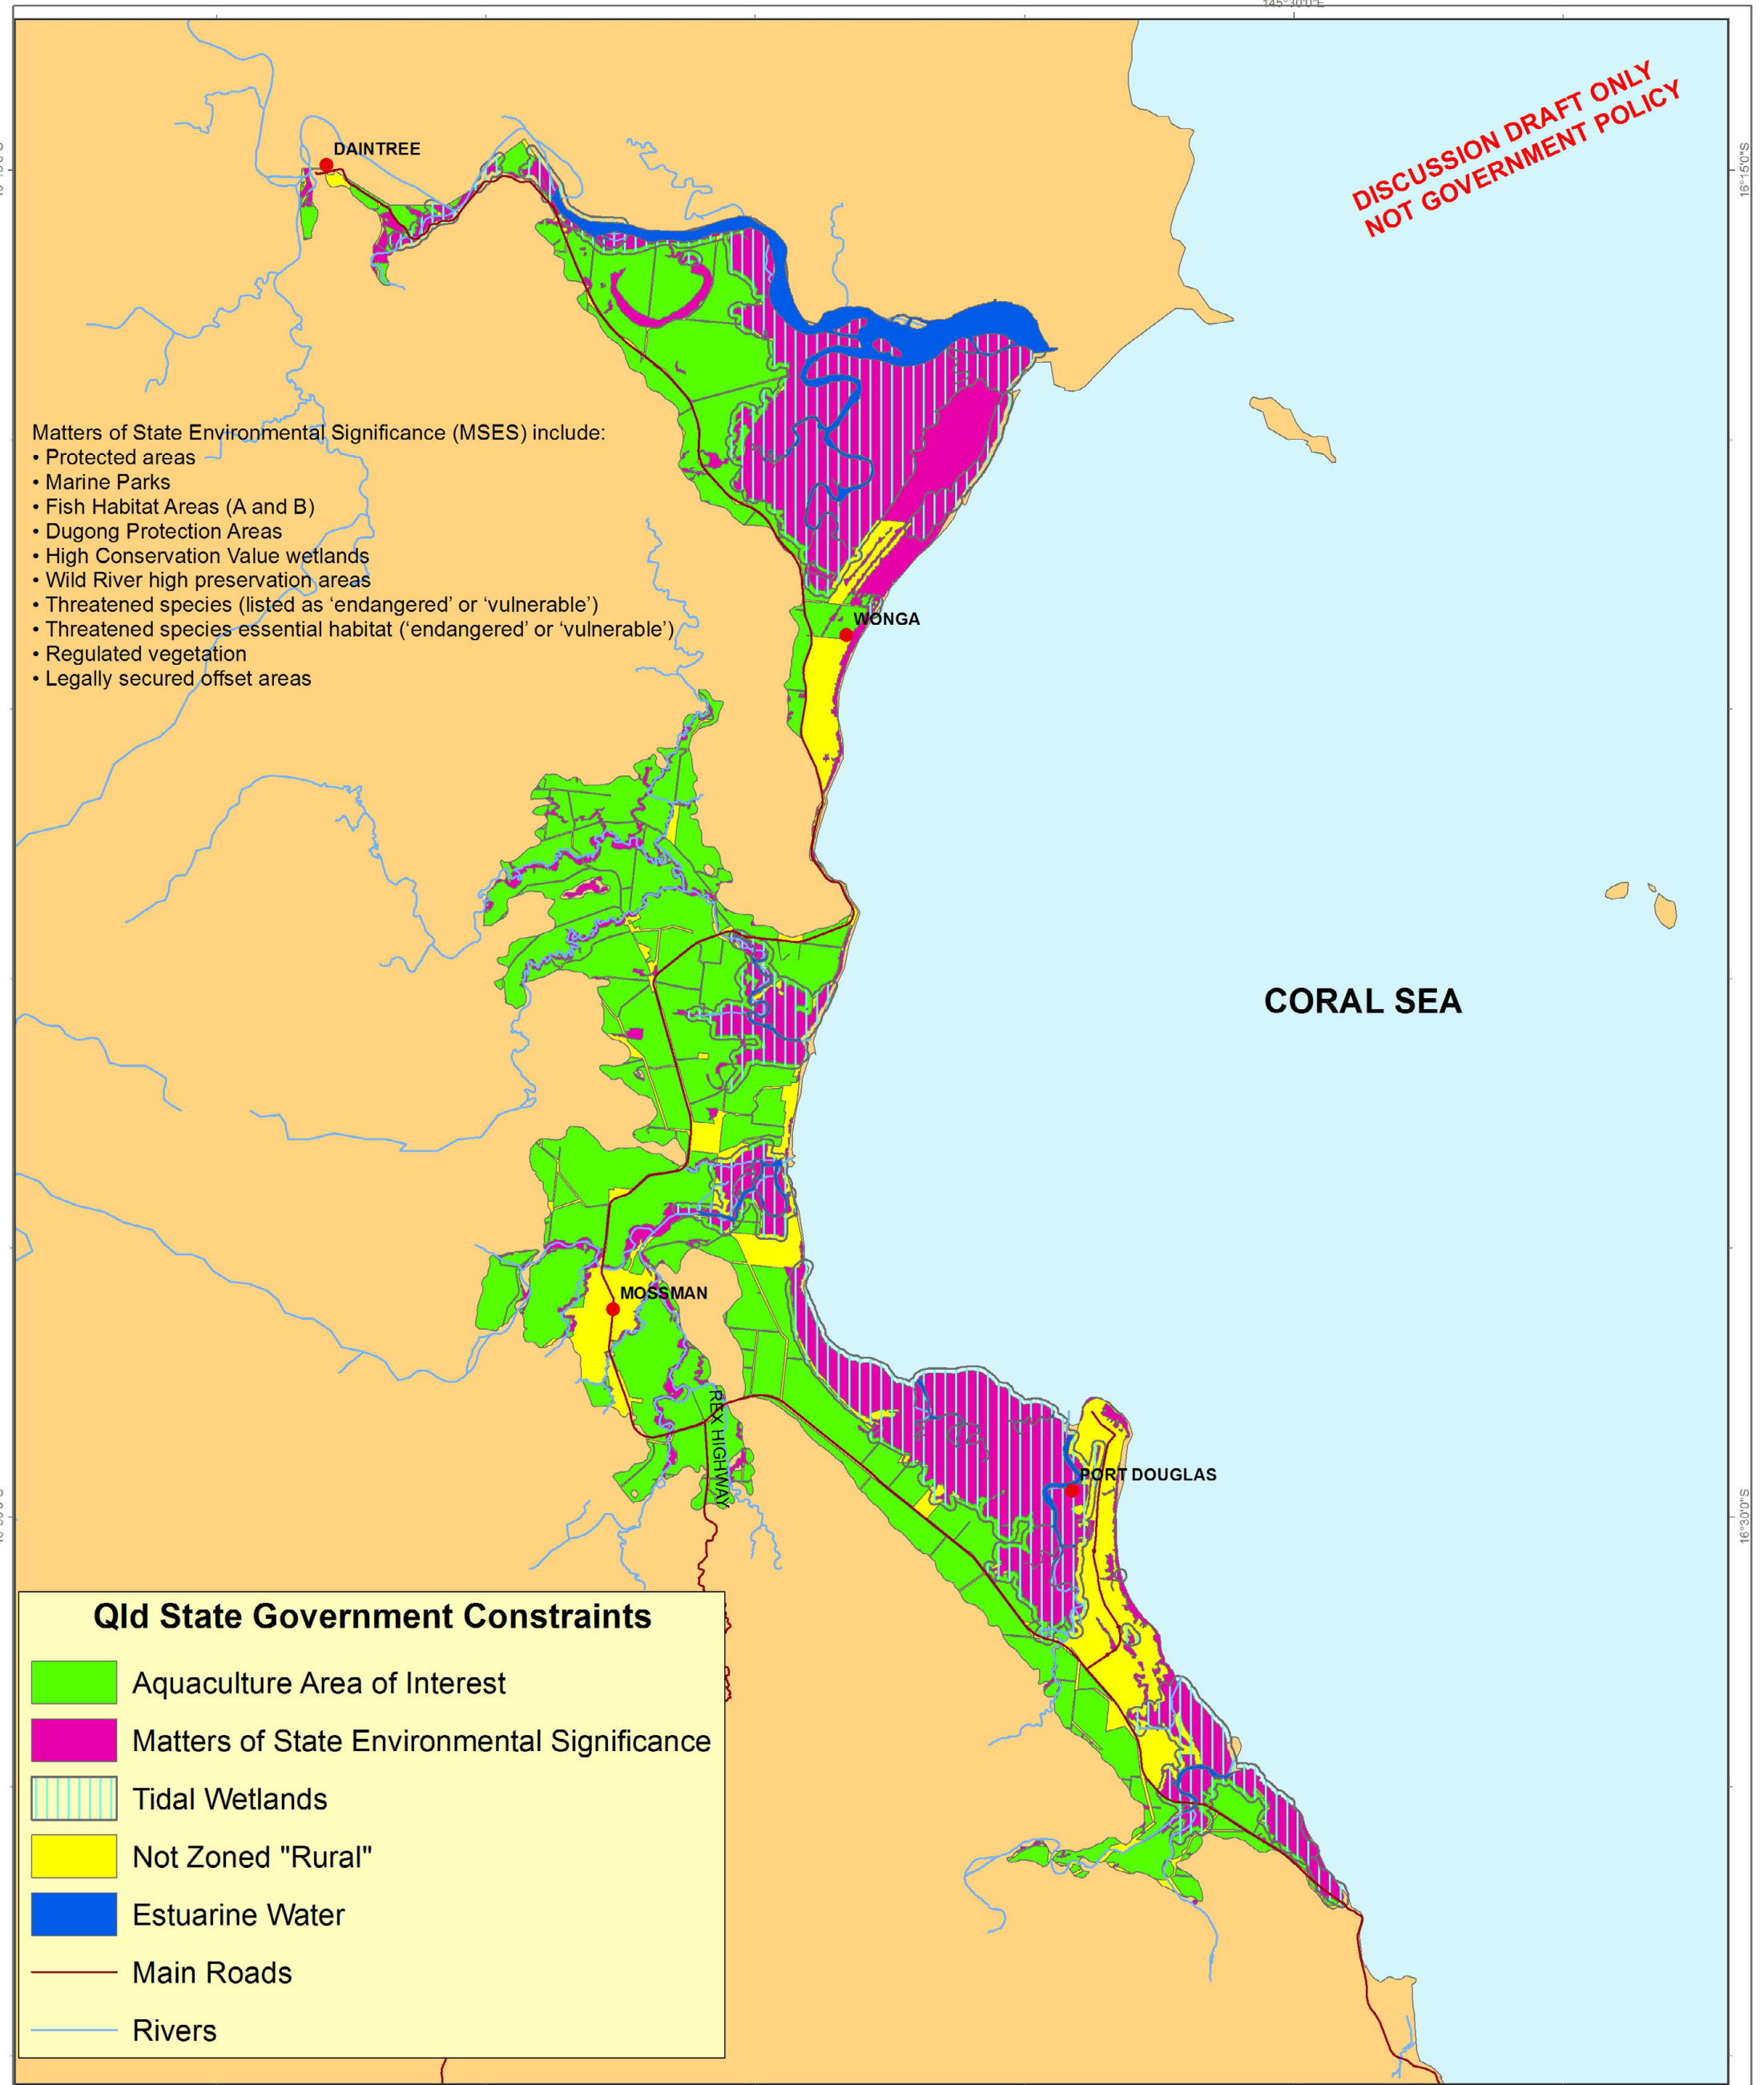 145°30'0"E
DISCUSSION DRAFT ONLY
NOT GOVERNMENT POLICY
DAINTREE
16°15'0"S
Matters of State Environmental Significance (MSES) include:
• Protected areas
• Marine Parks
• Fish Habitat Areas (A and B)
• Dugong Protection Areas
• High Conservation Value wetlands
• Wild River high preservation areas
• Threatened species (listed as ‘endangered’ or ‘vulnerable’)
• Threatened species essential habitat (‘endangered’ or ‘vulnerable’)
• Regulated vegetation
• Legally secured offset areas
WONGA
CORAL SEA
MOSSMAN
REX HIGHWAY
PORT DOUGLAS
16°30'0"S
Qld State Government Constraints
Aquaculture Area of Interest
Matters of State Environmental Significance
Tidal Wetlands
Not Zoned "Rural"
Estuarine Water
Main Roads
Rivers